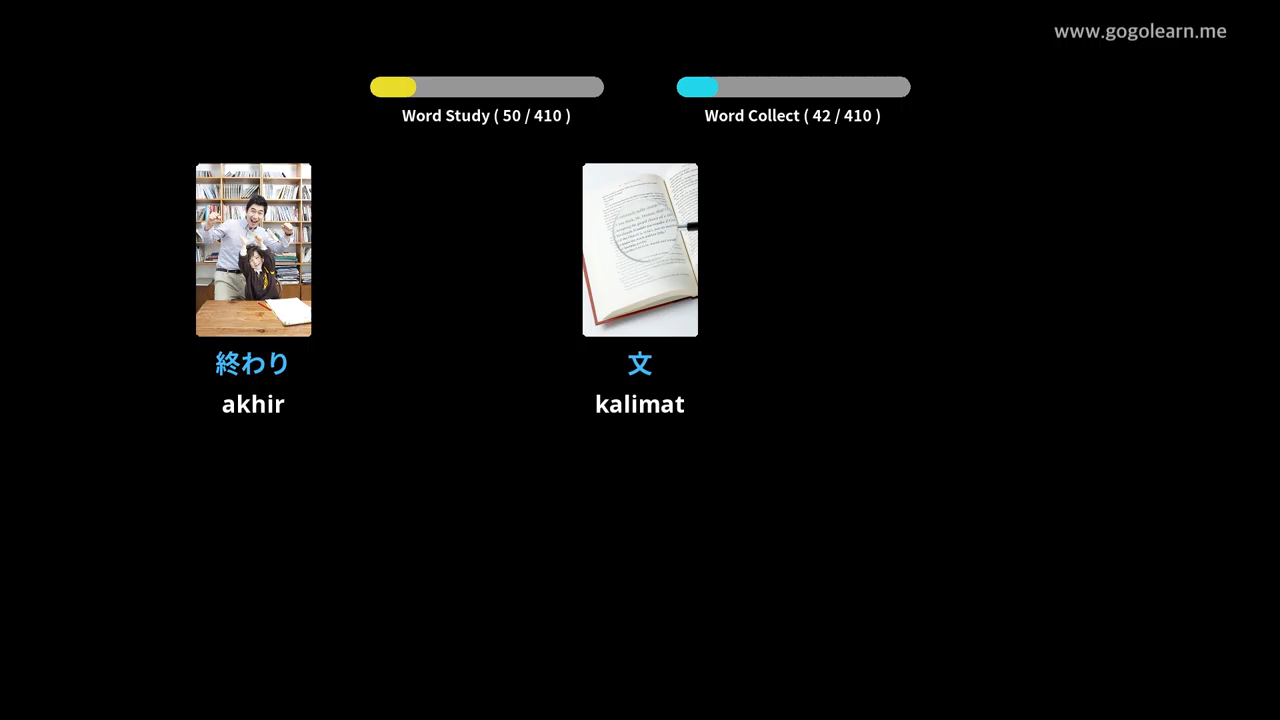 www.gogolearn.me
Word Study ( 50 / 410 )
Word Collect ( 42 / 410 )
終わり
akhir
文
kalimat